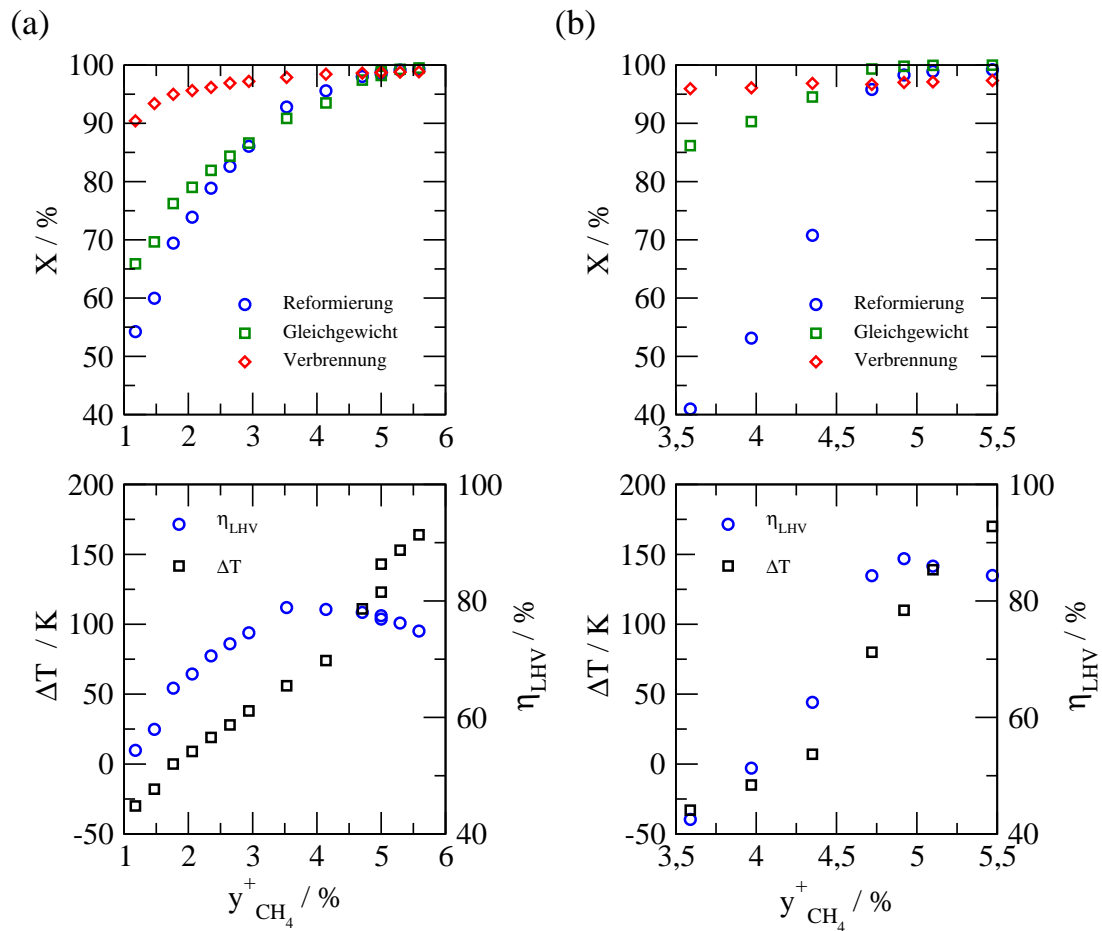 (a)
(b)
100
90
80
70
60
50
40
X / %
Reformierung
Gleichgewicht
Verbrennung
1 2 3 4 5 6
100
90
80
70
60
50
40
X / %
Reformierung
Gleichgewicht
Verbrennung
3,5 4 4,5 5 5,5
200
150
100
50
0
-50
ΔT / K
η_LHV
ΔT
100
80
60
40
η_LHV / %
1 2 3 4 5 6
y⁺_CH₄ / %
200
150
100
50
0
-50
ΔT / K
η_LHV
ΔT
100
80
60
40
η_LHV / %
3,5 4 4,5 5 5,5
y⁺_CH₄ / %